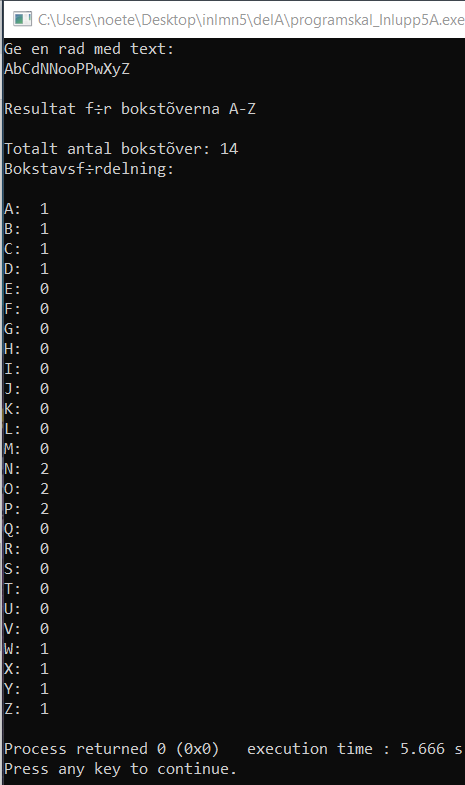 C:\Users\noete\Desktop\inlmn5\delA\programskal_Inlupp5A.exe
Ge en rad med text:
AbCdNNooPPwXyZ
Resultat f÷r bokstõverna A-Z
Totalt antal bokstõver: 14
Bokstavsf÷rdelning:
A:  1
B:  1
C:  1
D:  1
E:  0
F:  0
G:  0
H:  0
I:  0
J:  0
K:  0
L:  0
M:  0
N:  2
O:  2
P:  2
Q:  0
R:  0
S:  0
T:  0
U:  0
V:  0
W:  1
X:  1
Y:  1
Z:  1
Process returned 0 (0x0)   execution time : 5.666 s
Press any key to continue.